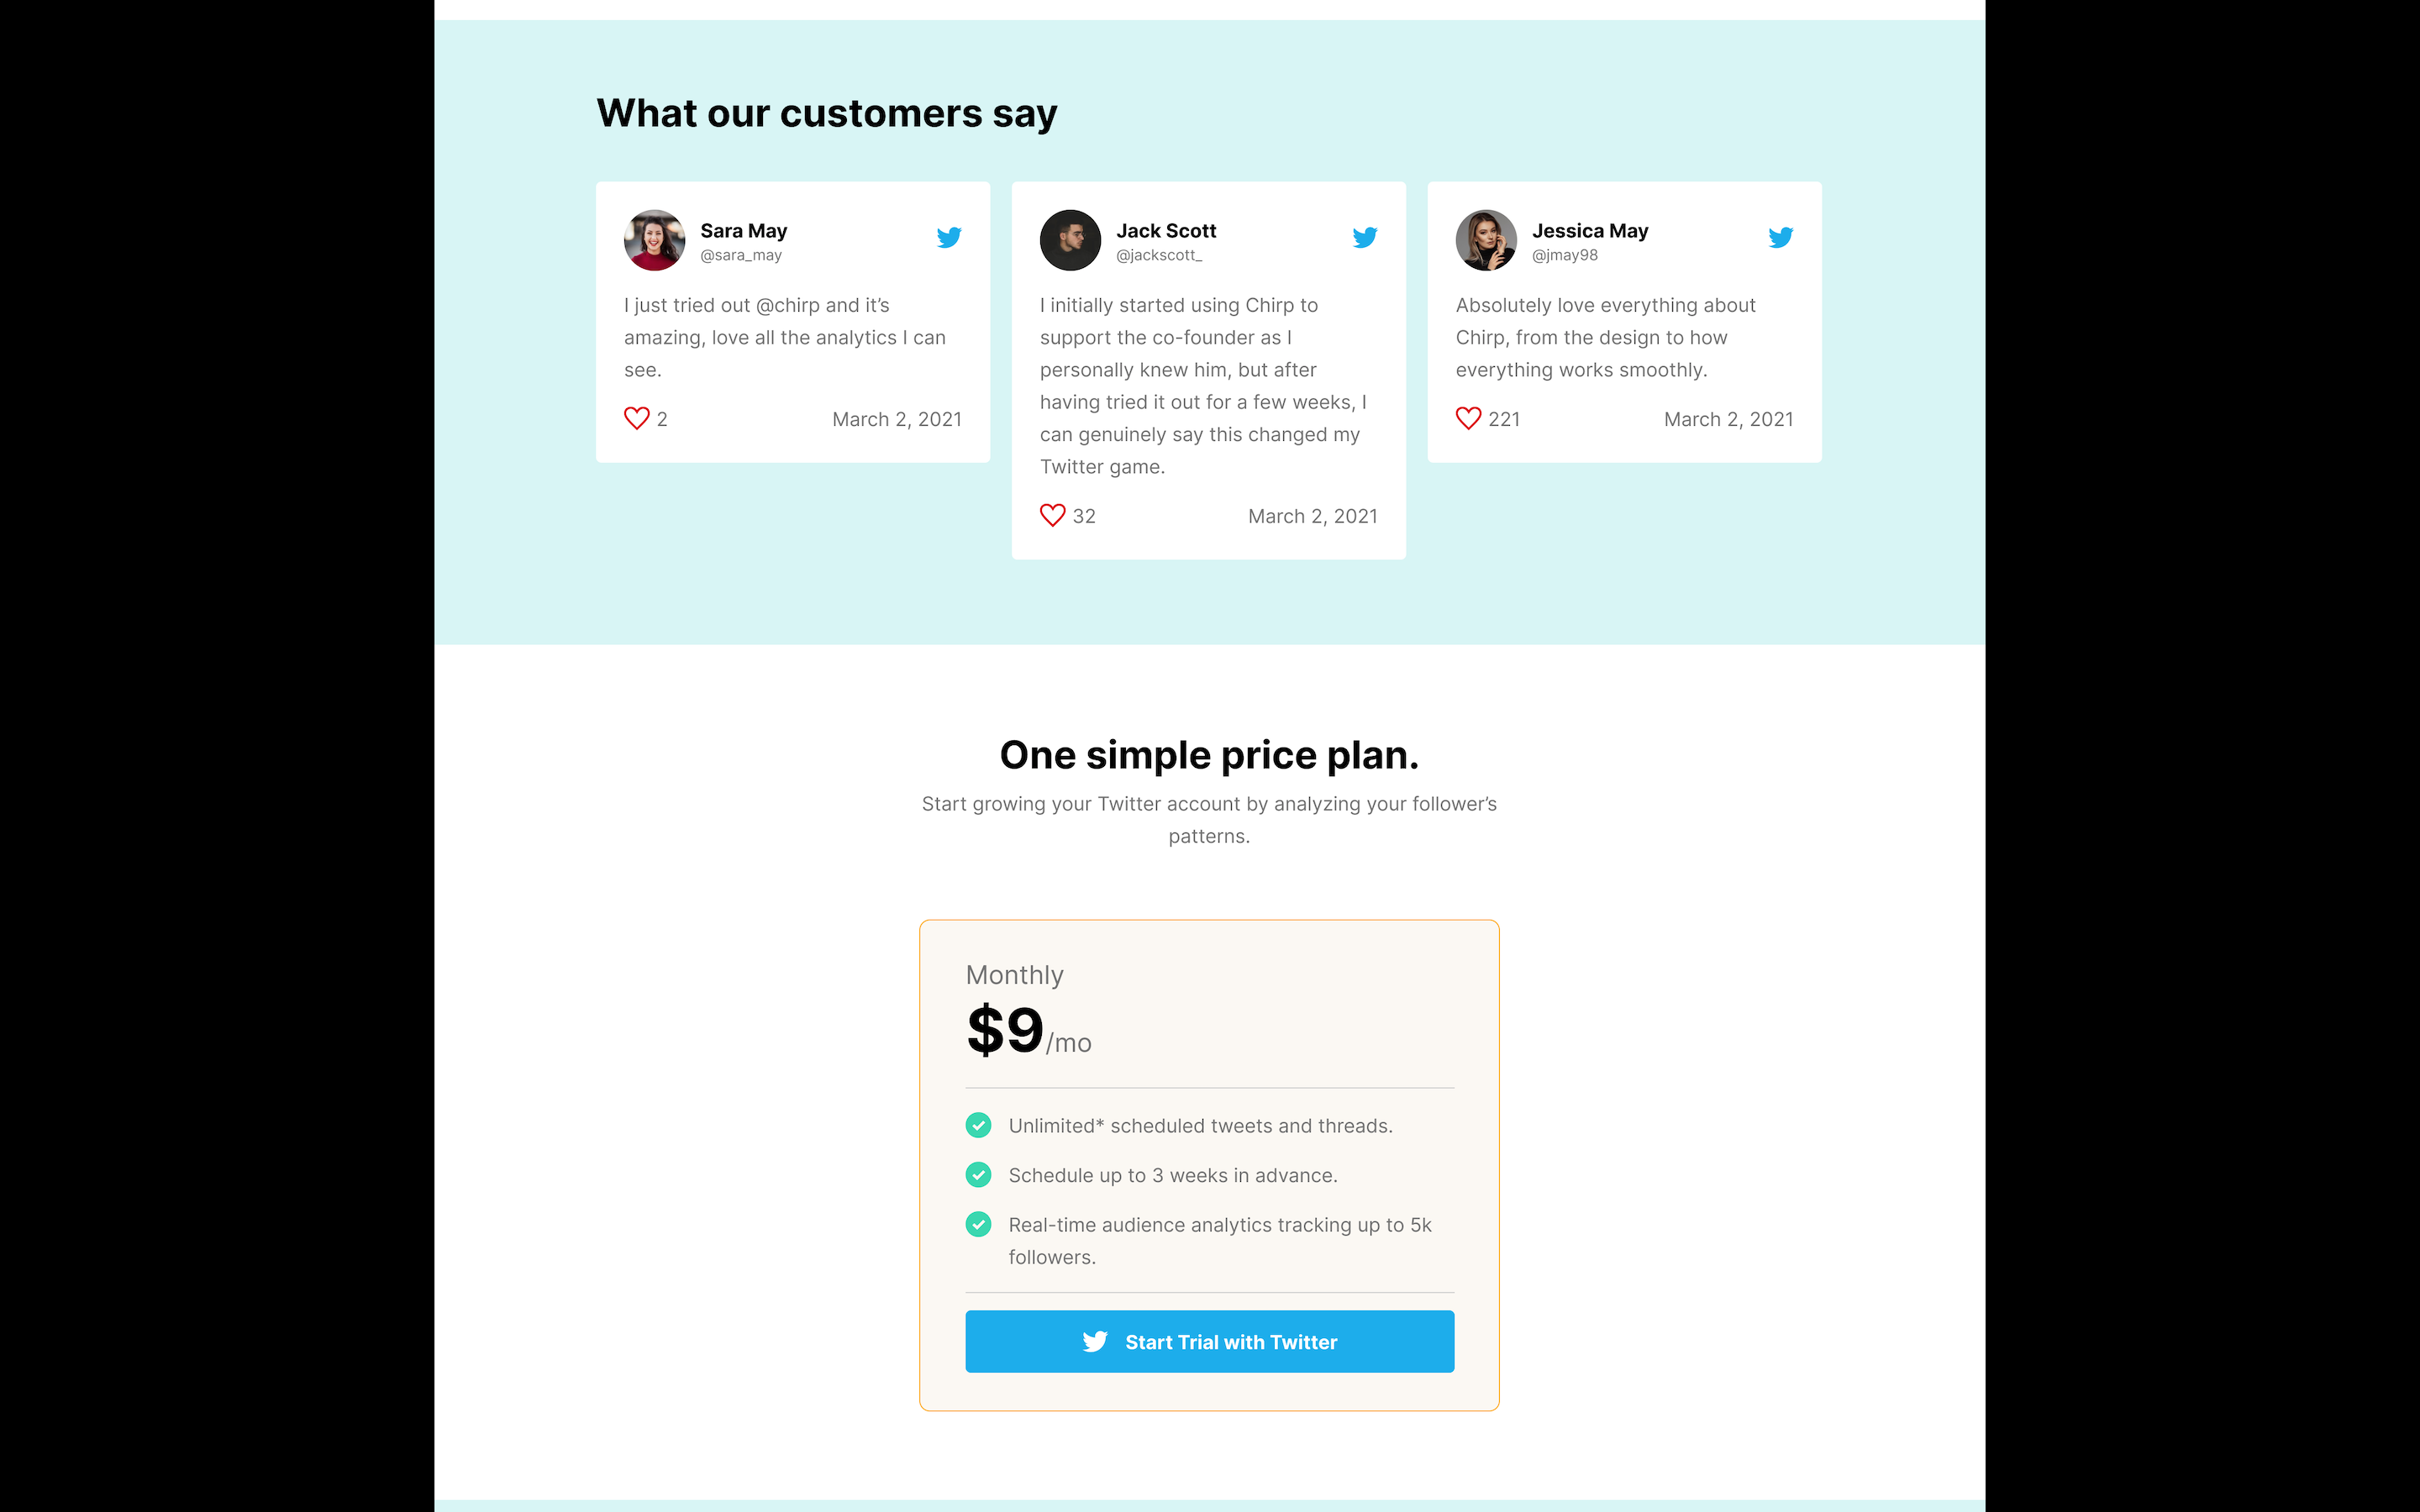 What our customers say
Sara May
@sara_may
I just tried out @chirp and it’s
amazing, love all the analytics I can
see.
2
March 2, 2021
Jack Scott
@jackscott_
I initially started using Chirp to
support the co-founder as I
personally knew him, but after
having tried it out for a few weeks, I
can genuinely say this changed my
Twitter game.
32
March 2, 2021
Jessica May
@jmay98
Absolutely love everything about
Chirp, from the design to how
everything works smoothly.
221
March 2, 2021
One simple price plan.
Start growing your Twitter account by analyzing your follower’s
patterns.
Monthly
$9/mo
Unlimited* scheduled tweets and threads.
Schedule up to 3 weeks in advance.
Real-time audience analytics tracking up to 5k
followers.
Start Trial with Twitter